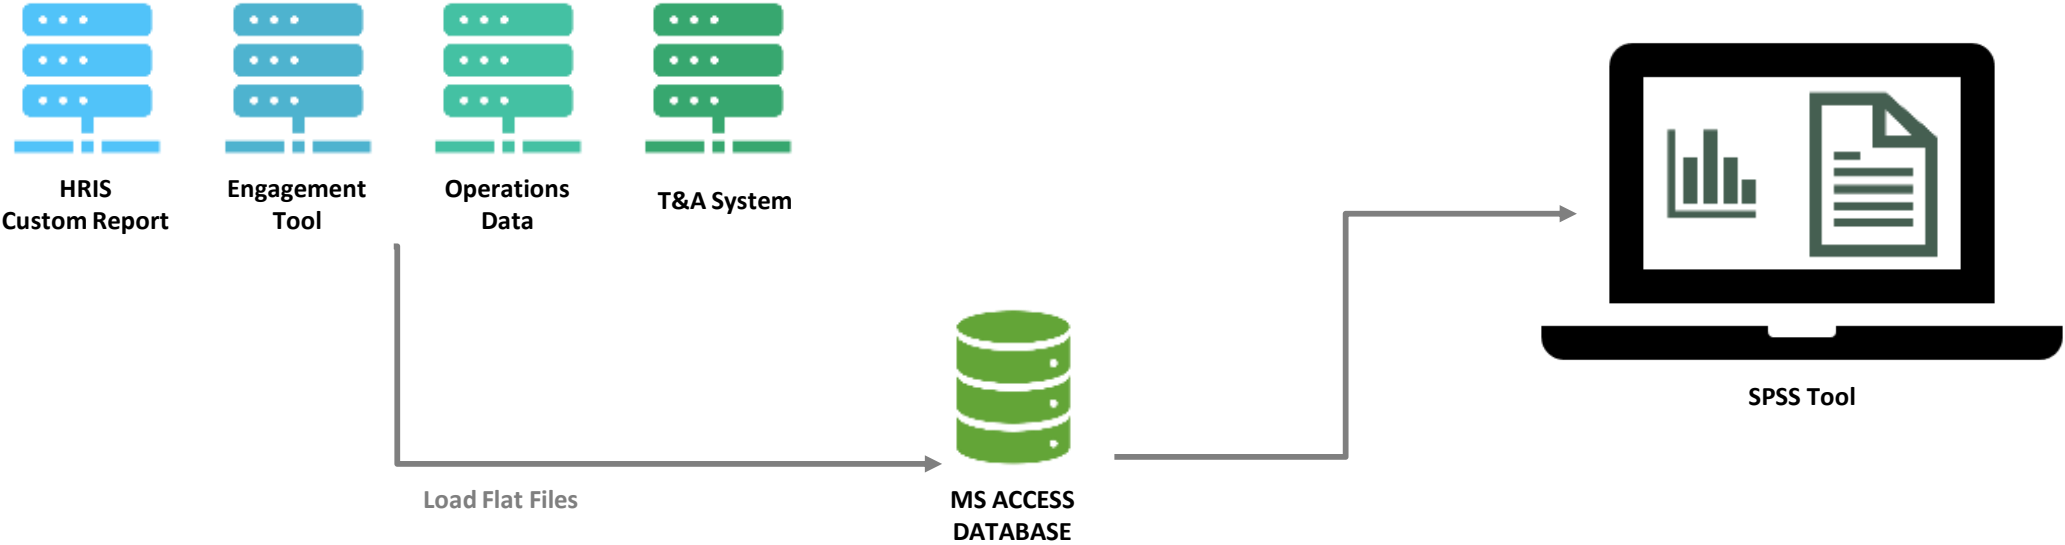 HRIS
Custom Report
Engagement
Tool
Operations
Data
T&A System
SPSS Tool
Load Flat Files
MS ACCESS
DATABASE